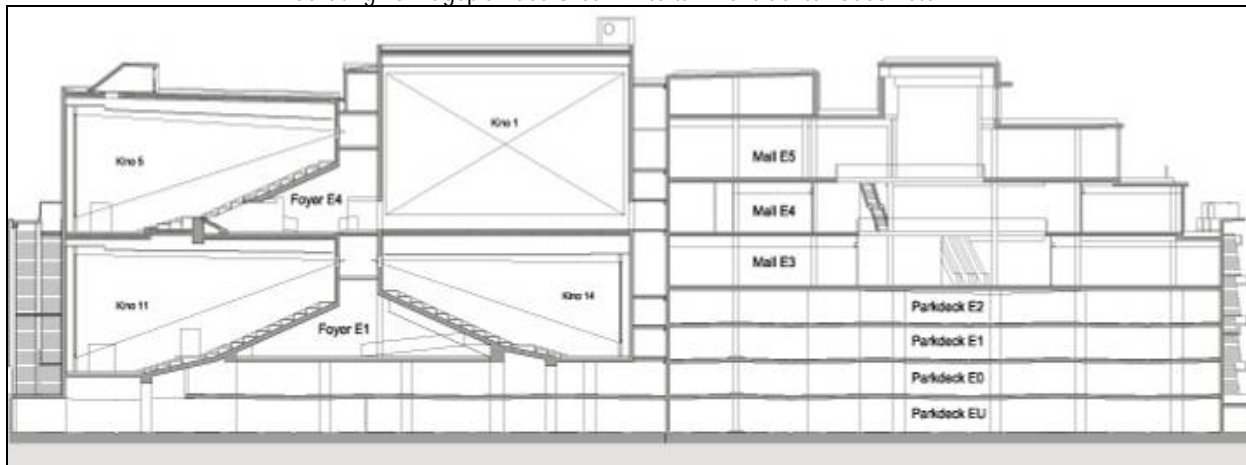 Kino 1
Kino 5
Mall E5
Foyer E4
Mall E4
Mall E3
Kino 11
Kino 14
Parkdeck E2
Foyer E1
Parkdeck E1
Parkdeck E0
Parkdeck EU